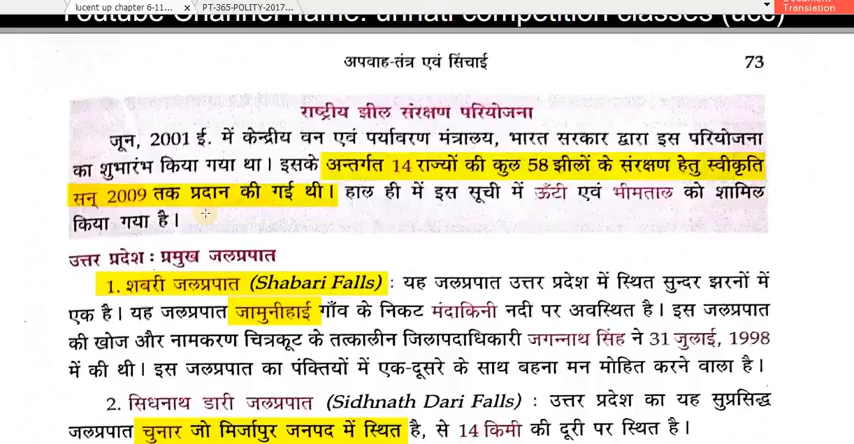 lucent up chapter 6-11... × PT-365-POLITY-2017...
Document
Translation
Youtube Channel name: unnati competition classes (ucc)
अपवाह-तंत्र एवं सिंचाई 73
राष्ट्रीय झील संरक्षण परियोजना
जून, 2001 ई. में केन्द्रीय वन एवं पर्यावरण मंत्रालय, भारत सरकार द्वारा इस परियोजना
का शुभारंभ किया गया था। इसके अन्तर्गत 14 राज्यों की कुल 58 झीलों के संरक्षण हेतु स्वीकृति
सन् 2009 तक प्रदान की गई थी। हाल ही में इस सूची में ऊँटी एवं भीमताल को शामिल
किया गया है।
उत्तर प्रदेश : प्रमुख जलप्रपात
1. शबरी जलप्रपात (Shabari Falls) : यह जलप्रपात उत्तर प्रदेश में स्थित सुन्दर झरनों में
एक है। यह जलप्रपात जामुनीहाई गाँव के निकट मंदाकिनी नदी पर अवस्थित है। इस जलप्रपात
की खोज और नामकरण चित्रकूट के तत्कालीन जिलापदाधिकारी जगन्नाथ सिंह ने 31 जुलाई, 1998
में की थी। इस जलप्रपात का पंक्तियों में एक-दूसरे के साथ बहना मन मोहित करने वाला है।
2. सिधनाथ डारी जलप्रपात (Sidhnath Dari Falls) : उत्तर प्रदेश का यह सुप्रसिद्ध
जलप्रपात चुनार जो मिर्जापुर जनपद में स्थित है, से 14 किमी की दूरी पर स्थित है।